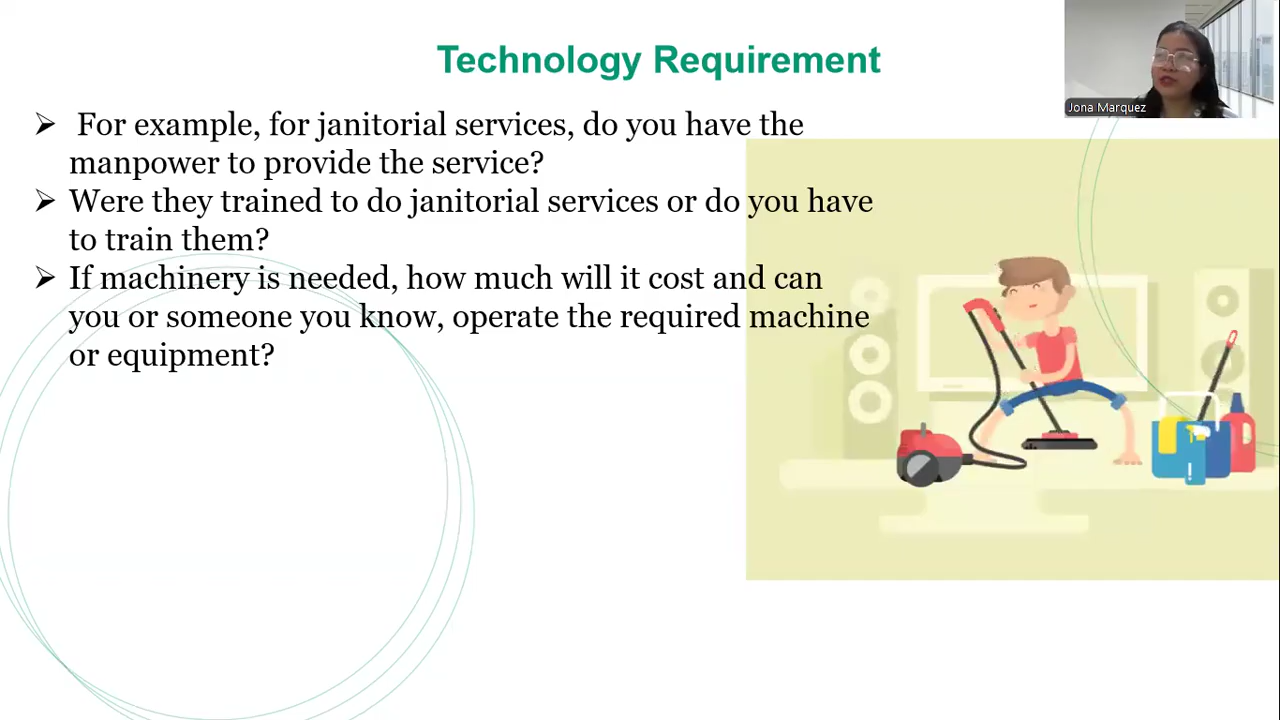 Technology Requirement
Jona Marquez
➢ For example, for janitorial services, do you have the
manpower to provide the service?
➢ Were they trained to do janitorial services or do you have
to train them?
➢ If machinery is needed, how much will it cost and can
you or someone you know, operate the required machine
or equipment?